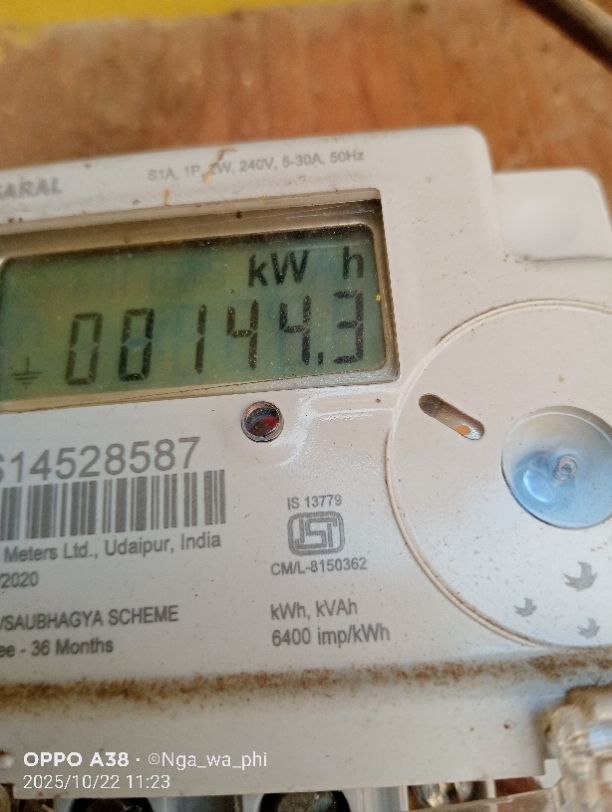 SARAL
S1A, 1P, 2W, 240V, 5-30A, 50Hz
kW h
00144.3
S14528587
IS 13779
ISI
Meters Ltd., Udaipur, India
CM/L-8150362
/2020
/SAUBHAGYA SCHEME
kWh, kVAh
ee - 36 Months
6400 imp/kWh
OPPO A38 · ©Nga_wa_phi
2025/10/22 11:23